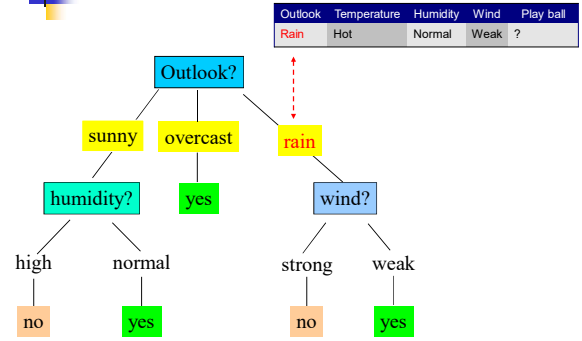 Outlook Temperature Humidity Wind Play ball
Rain Hot Normal Weak ?
Outlook?
sunny overcast rain
humidity? yes wind?
high normal strong weak
no yes no yes